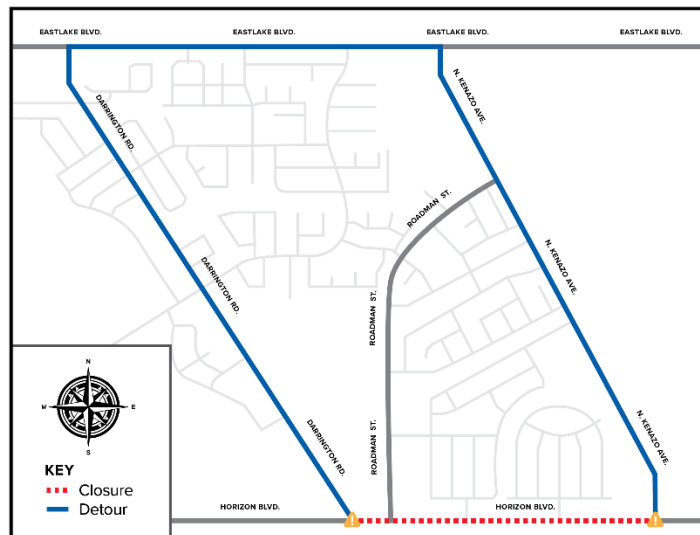 EASTLAKE BLVD.
EASTLAKE BLVD.
EASTLAKE BLVD.
EASTLAKE BLVD.
N. KENAZO AVE.
DARRINGTON RD.
ROADMAN ST.
N. KENAZO AVE.
DARRINGTON RD.
ROADMAN ST.
N
W
E
S
KEY
Closure
Detour
DARRINGTON RD.
ROADMAN ST.
N. KENAZO AVE.
HORIZON BLVD.
HORIZON BLVD.